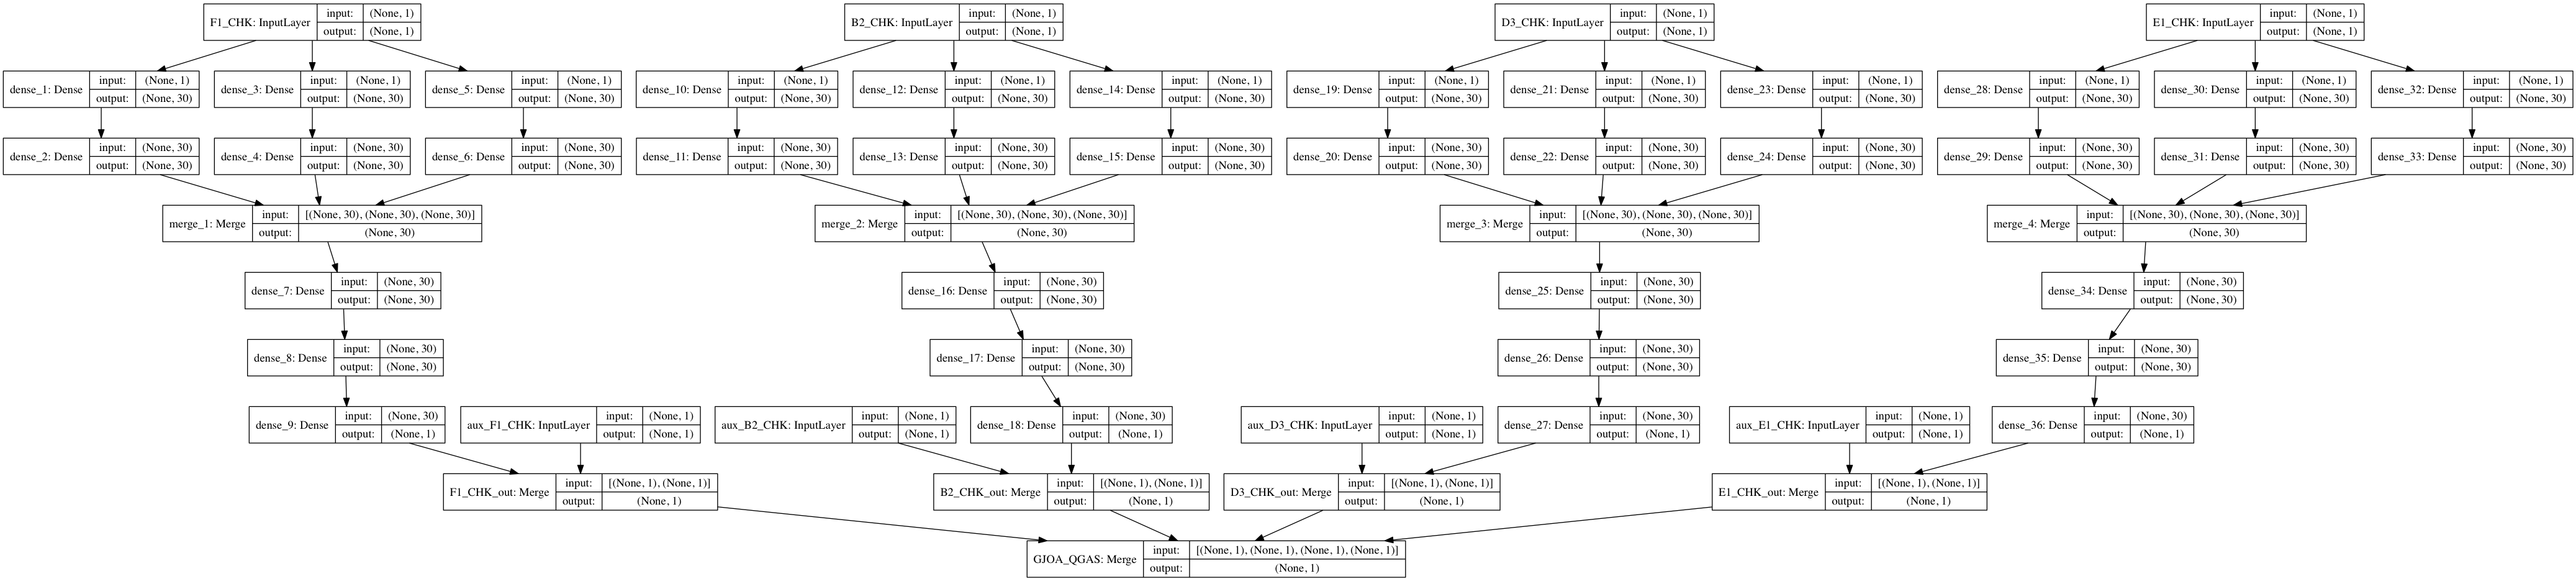 F1_CHK: InputLayer input: (None, 1) output: (None, 1)
B2_CHK: InputLayer input: (None, 1) output: (None, 1)
D3_CHK: InputLayer input: (None, 1) output: (None, 1)
E1_CHK: InputLayer input: (None, 1) output: (None, 1)
dense_1: Dense input: (None, 1) output: (None, 30)
dense_3: Dense input: (None, 1) output: (None, 30)
dense_5: Dense input: (None, 1) output: (None, 30)
dense_10: Dense input: (None, 1) output: (None, 30)
dense_12: Dense input: (None, 1) output: (None, 30)
dense_14: Dense input: (None, 1) output: (None, 30)
dense_19: Dense input: (None, 1) output: (None, 30)
dense_21: Dense input: (None, 1) output: (None, 30)
dense_23: Dense input: (None, 1) output: (None, 30)
dense_28: Dense input: (None, 1) output: (None, 30)
dense_30: Dense input: (None, 1) output: (None, 30)
dense_32: Dense input: (None, 1) output: (None, 30)
dense_2: Dense input: (None, 30) output: (None, 30)
dense_4: Dense input: (None, 30) output: (None, 30)
dense_6: Dense input: (None, 30) output: (None, 30)
dense_11: Dense input: (None, 30) output: (None, 30)
dense_13: Dense input: (None, 30) output: (None, 30)
dense_15: Dense input: (None, 30) output: (None, 30)
dense_20: Dense input: (None, 30) output: (None, 30)
dense_22: Dense input: (None, 30) output: (None, 30)
dense_24: Dense input: (None, 30) output: (None, 30)
dense_29: Dense input: (None, 30) output: (None, 30)
dense_31: Dense input: (None, 30) output: (None, 30)
dense_33: Dense input: (None, 30) output: (None, 30)
merge_1: Merge input: [(None, 30), (None, 30), (None, 30)] output: (None, 30)
merge_2: Merge input: [(None, 30), (None, 30), (None, 30)] output: (None, 30)
merge_3: Merge input: [(None, 30), (None, 30), (None, 30)] output: (None, 30)
merge_4: Merge input: [(None, 30), (None, 30), (None, 30)] output: (None, 30)
dense_7: Dense input: (None, 30) output: (None, 30)
dense_16: Dense input: (None, 30) output: (None, 30)
dense_25: Dense input: (None, 30) output: (None, 30)
dense_34: Dense input: (None, 30) output: (None, 30)
dense_8: Dense input: (None, 30) output: (None, 30)
dense_17: Dense input: (None, 30) output: (None, 30)
dense_26: Dense input: (None, 30) output: (None, 30)
dense_35: Dense input: (None, 30) output: (None, 30)
dense_9: Dense input: (None, 30) output: (None, 1)
aux_F1_CHK: InputLayer input: (None, 1) output: (None, 1)
aux_B2_CHK: InputLayer input: (None, 1) output: (None, 1)
dense_18: Dense input: (None, 30) output: (None, 1)
aux_D3_CHK: InputLayer input: (None, 1) output: (None, 1)
dense_27: Dense input: (None, 30) output: (None, 1)
aux_E1_CHK: InputLayer input: (None, 1) output: (None, 1)
dense_36: Dense input: (None, 30) output: (None, 1)
F1_CHK_out: Merge input: [(None, 1), (None, 1)] output: (None, 1)
B2_CHK_out: Merge input: [(None, 1), (None, 1)] output: (None, 1)
D3_CHK_out: Merge input: [(None, 1), (None, 1)] output: (None, 1)
E1_CHK_out: Merge input: [(None, 1), (None, 1)] output: (None, 1)
GJOA_QGAS: Merge input: [(None, 1), (None, 1), (None, 1), (None, 1)] output: (None, 1)